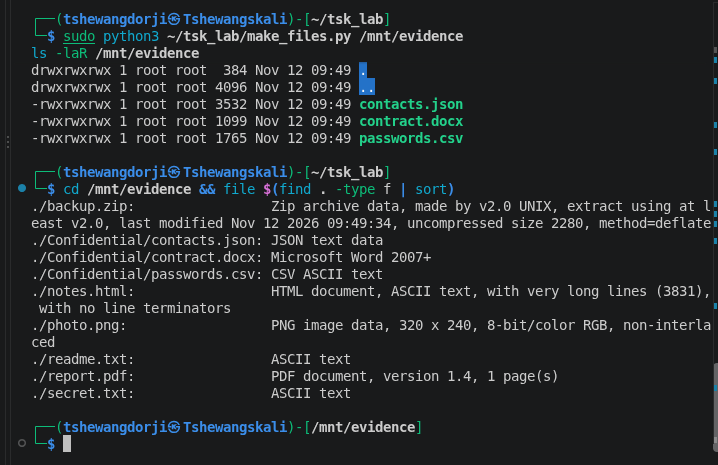 ┌──(tshewangdorji㉿Tshewangskali)-[~/tsk_lab]
└─$ sudo python3 ~/tsk_lab/make_files.py /mnt/evidence
ls -laR /mnt/evidence
drwxrwxrwx 1 root root  384 Nov 12 09:49 .
drwxrwxrwx 1 root root 4096 Nov 12 09:49 ..
-rwxrwxrwx 1 root root 3532 Nov 12 09:49 contacts.json
-rwxrwxrwx 1 root root 1099 Nov 12 09:49 contract.docx
-rwxrwxrwx 1 root root 1765 Nov 12 09:49 passwords.csv
┌──(tshewangdorji㉿Tshewangskali)-[~/tsk_lab]
└─$ cd /mnt/evidence && file $(find . -type f | sort)
./backup.zip:                 Zip archive data, made by v2.0 UNIX, extract using at l
east v2.0, last modified Nov 12 2026 09:49:34, uncompressed size 2280, method=deflate
./Confidential/contacts.json: JSON text data
./Confidential/contract.docx: Microsoft Word 2007+
./Confidential/passwords.csv: CSV ASCII text
./notes.html:                 HTML document, ASCII text, with very long lines (3831),
 with no line terminators
./photo.png:                  PNG image data, 320 x 240, 8-bit/color RGB, non-interla
ced
./readme.txt:                 ASCII text
./report.pdf:                 PDF document, version 1.4, 1 page(s)
./secret.txt:                 ASCII text
┌──(tshewangdorji㉿Tshewangskali)-[/mnt/evidence]
└─$